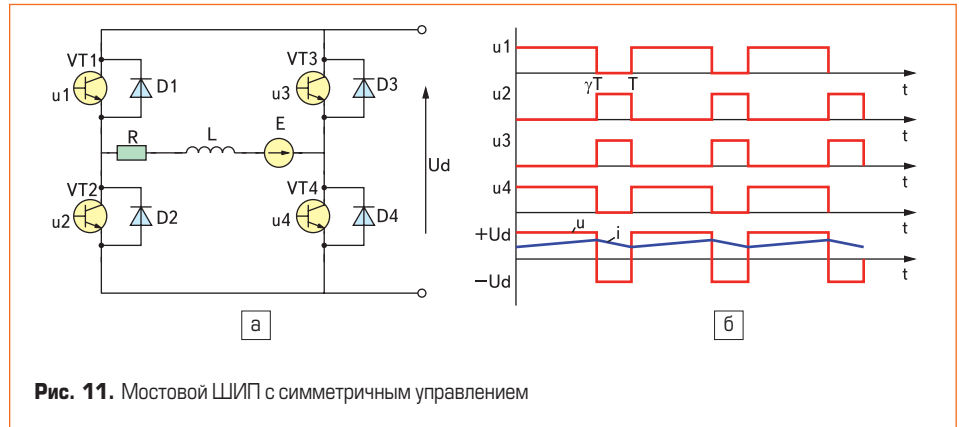 VT1
u1
D1
VT3
u3
D3
R
L
E
Ud
VT2
u2
D2
VT4
u4
D4
а
u1
γT
T
t
u2
t
u3
t
u4
t
+Ud
u
i
−Ud
t
б
Рис. 11. Мостовой ШИП с симметричным управлением